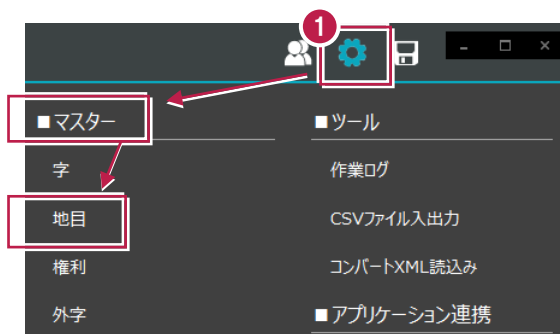 1
■マスター
字
地目
権利
外字
■ツール
作業ログ
CSVファイル入出力
コンバートXML読込み
■アプリケーション連携